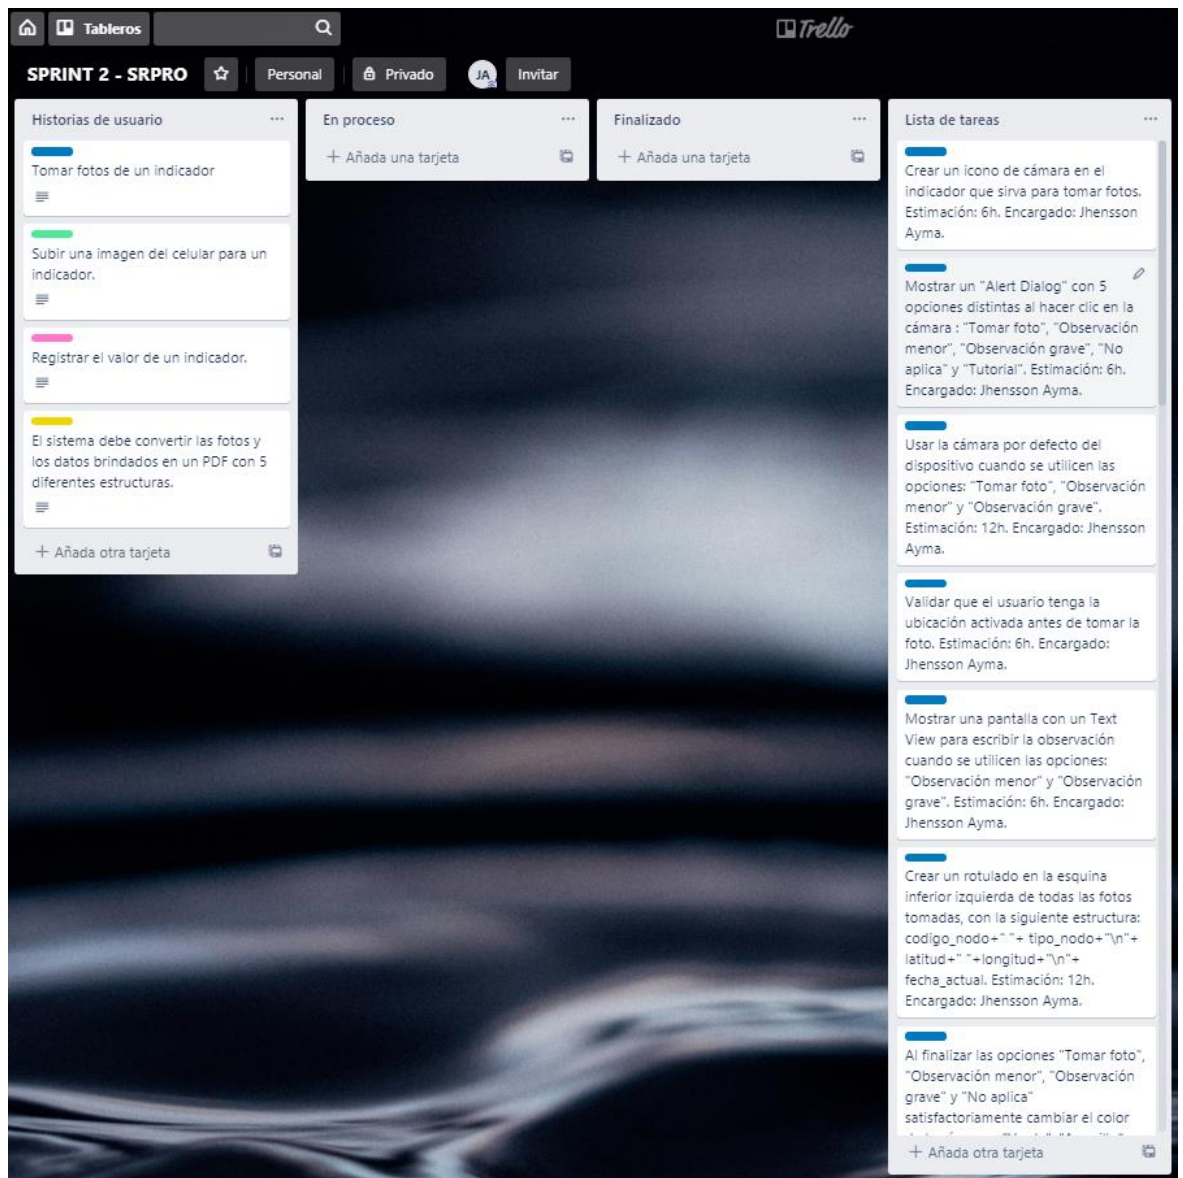 Tableros
Trello
SPRINT 2 - SRPRO
Personal
Privado
JA
Invitar
Historias de usuario
Tomar fotos de un indicador
Subir una imagen del celular para un
indicador.
Registrar el valor de un indicador.
El sistema debe convertir las fotos y
los datos brindados en un PDF con 5
diferentes estructuras.
+ Añada otra tarjeta
En proceso
+ Añada una tarjeta
Finalizado
+ Añada una tarjeta
Lista de tareas
Crear un icono de cámara en el
indicador que sirva para tomar fotos.
Estimación: 6h. Encargado: Jhensson
Ayma.
Mostrar un "Alert Dialog" con 5
opciones distintas al hacer clic en la
cámara : "Tomar foto", "Observación
menor", "Observación grave", "No
aplica" y "Tutorial". Estimación: 6h.
Encargado: Jhensson Ayma.
Usar la cámara por defecto del
dispositivo cuando se utilicen las
opciones: "Tomar foto", "Observación
menor" y "Observación grave".
Estimación: 12h. Encargado: Jhensson
Ayma.
Validar que el usuario tenga la
ubicación activada antes de tomar la
foto. Estimación: 6h. Encargado:
Jhensson Ayma.
Mostrar una pantalla con un Text
View para escribir la observación
cuando se utilicen las opciones:
"Observación menor" y "Observación
grave". Estimación: 6h. Encargado:
Jhensson Ayma.
Crear un rotulado en la esquina
inferior izquierda de todas las fotos
tomadas, con la siguiente estructura:
codigo_nodo+" "+ tipo_nodo+"\n"+
latitud+" "+longitud+"\n"+
fecha_actual. Estimación: 12h.
Encargado: Jhensson Ayma.
Al finalizar las opciones "Tomar foto",
"Observación menor", "Observación
grave" y "No aplica"
satisfactoriamente cambiar el color
+ Añada otra tarjeta